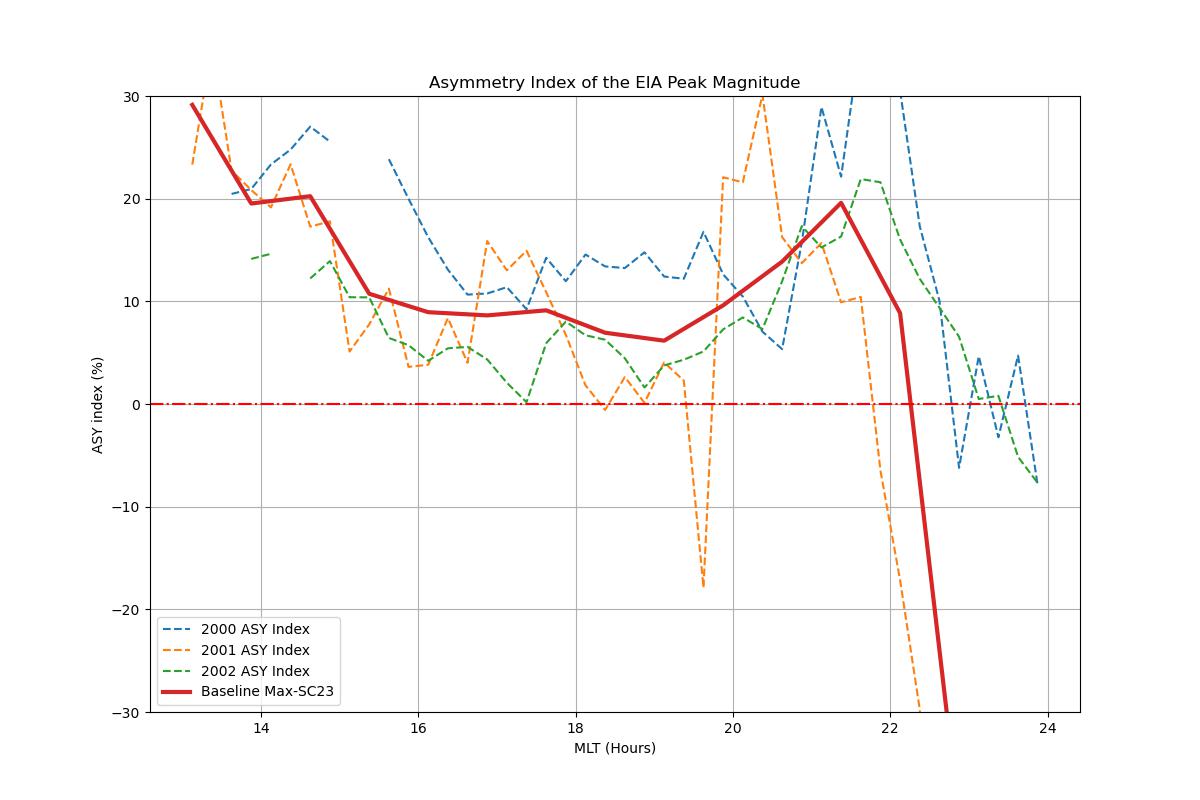 Asymmetry Index of the EIA Peak Magnitude
30
20
10
0
−10
−20
−30
ASY index (%)
2000 ASY Index
2001 ASY Index
2002 ASY Index
Baseline Max-SC23
14 16 18 20 22 24
MLT (Hours)